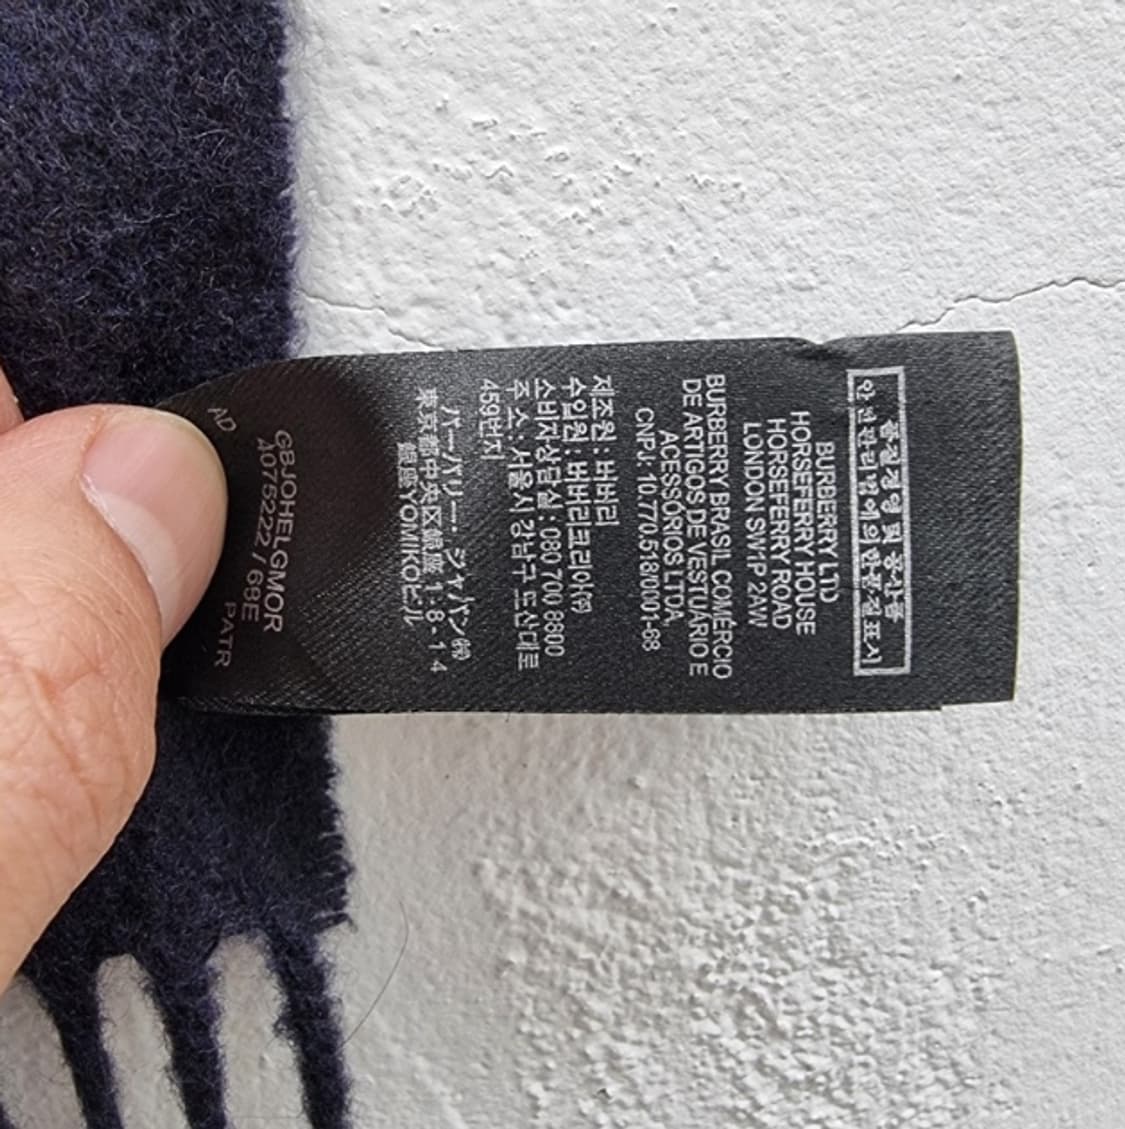 품질경영 및 공산품
안전관리법에의한품질표시
BURBERRY LTD
HORSEFERRY HOUSE
HORSEFERRY ROAD
LONDON SW1P 2AW
BURBERRY BRASIL COMÉRCIO
DE ARTIGOS DE VESTUÁRIO E
ACESSÓRIOS LTDA
CNPJ: 10.770.518/0001-68
제조원: 버버리
수입원: 버버리코리아㈜
소비자상담실: 080 700 8800
주소: 서울시 강남구 도산대로
459번지
バーバリー・ジャパン㈱
東京都中央区銀座1-8-14
銀座YOMIKOビル
GBJOHELGMOR
4075222 / 69E
AD PATR